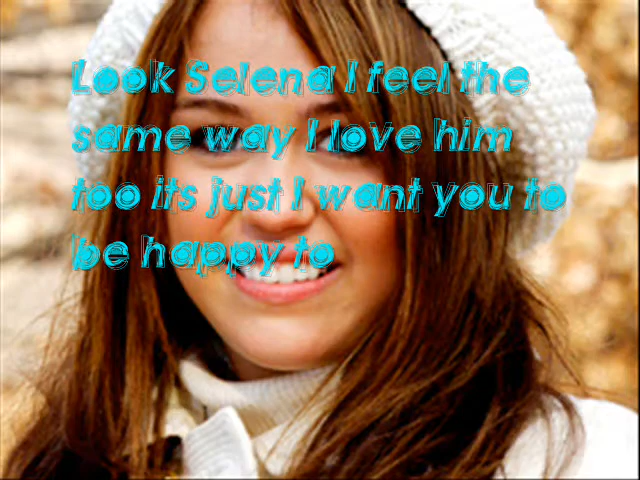 Look Selena I feel the
same way I love him
too its just I want you to
be happy to